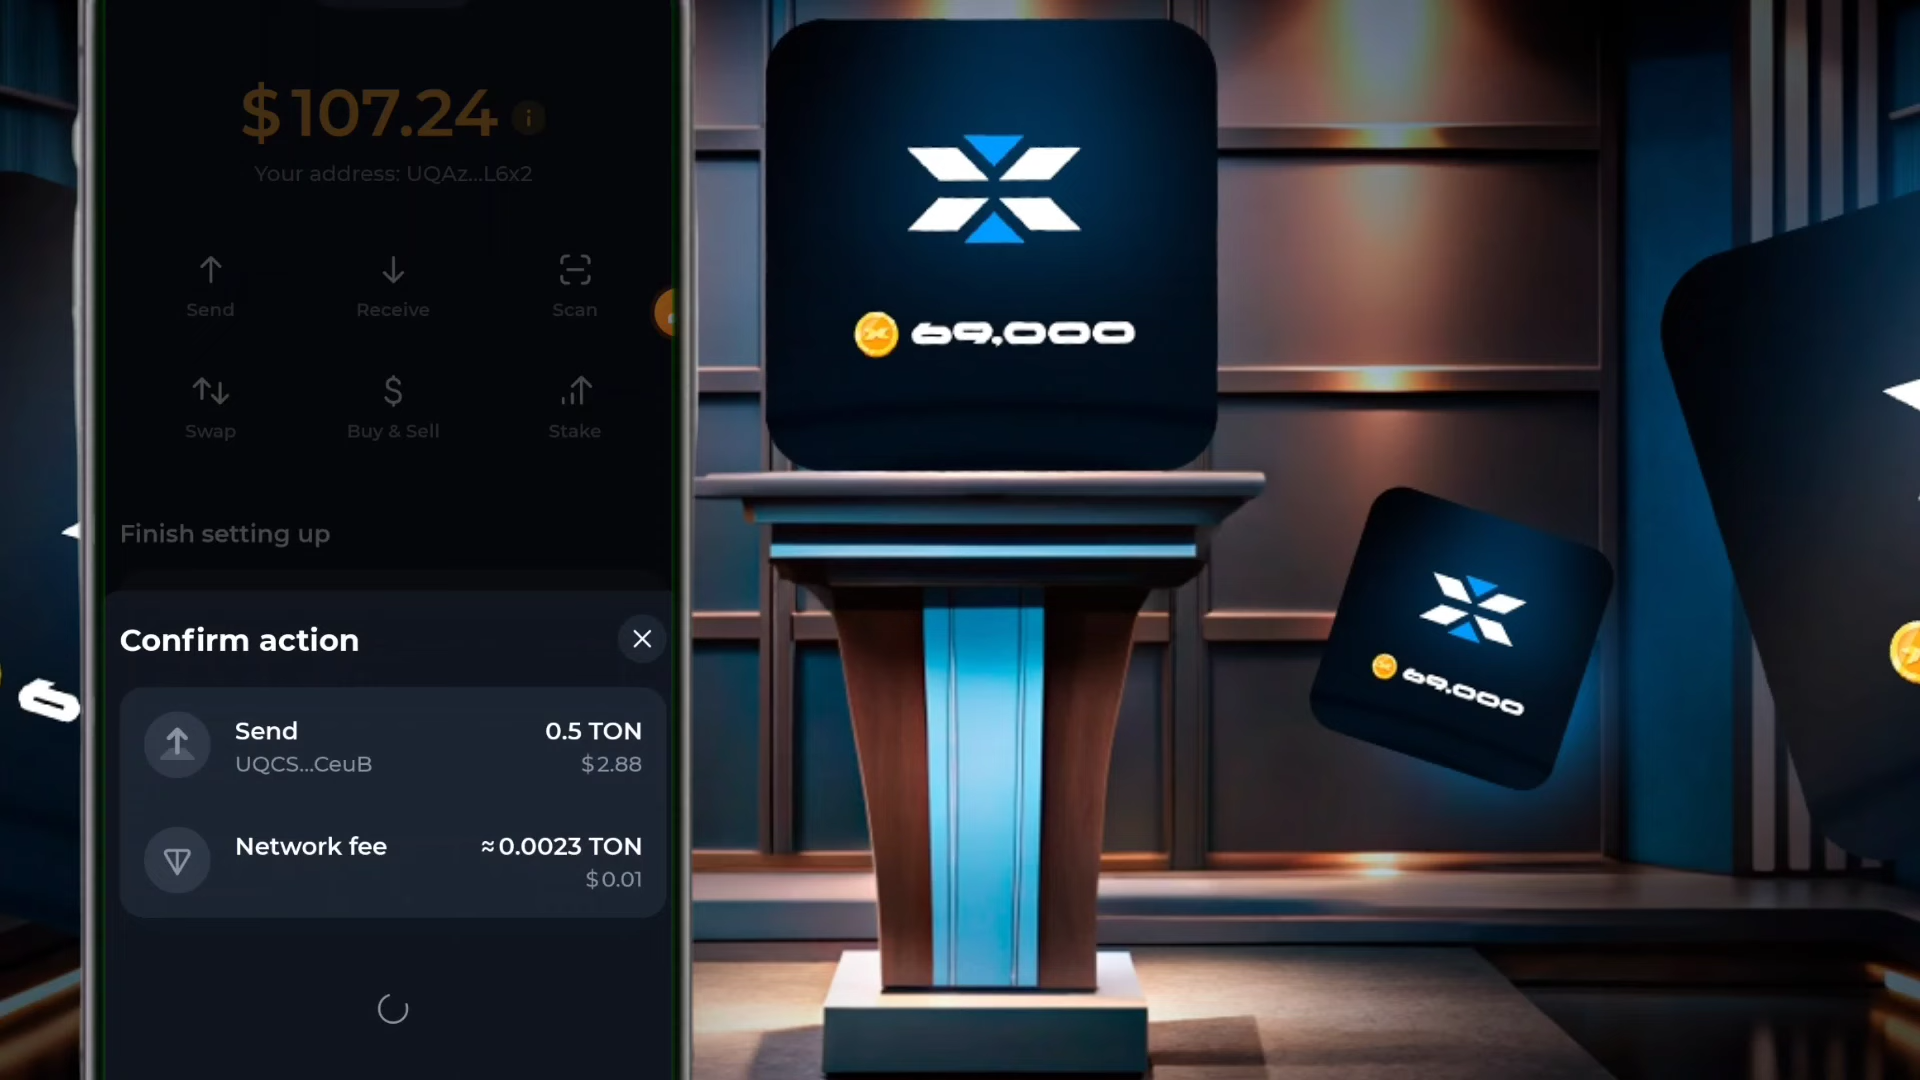 $107.24
Your address: UQAz...L6x2
Send
Receive
Scan
Swap
Buy & Sell
Stake
Finish setting up
Confirm action
Send
0.5 TON
UQCS...CeuB
$2.88
Network fee
≈0.0023 TON
$0.01
69,000
69,000
6